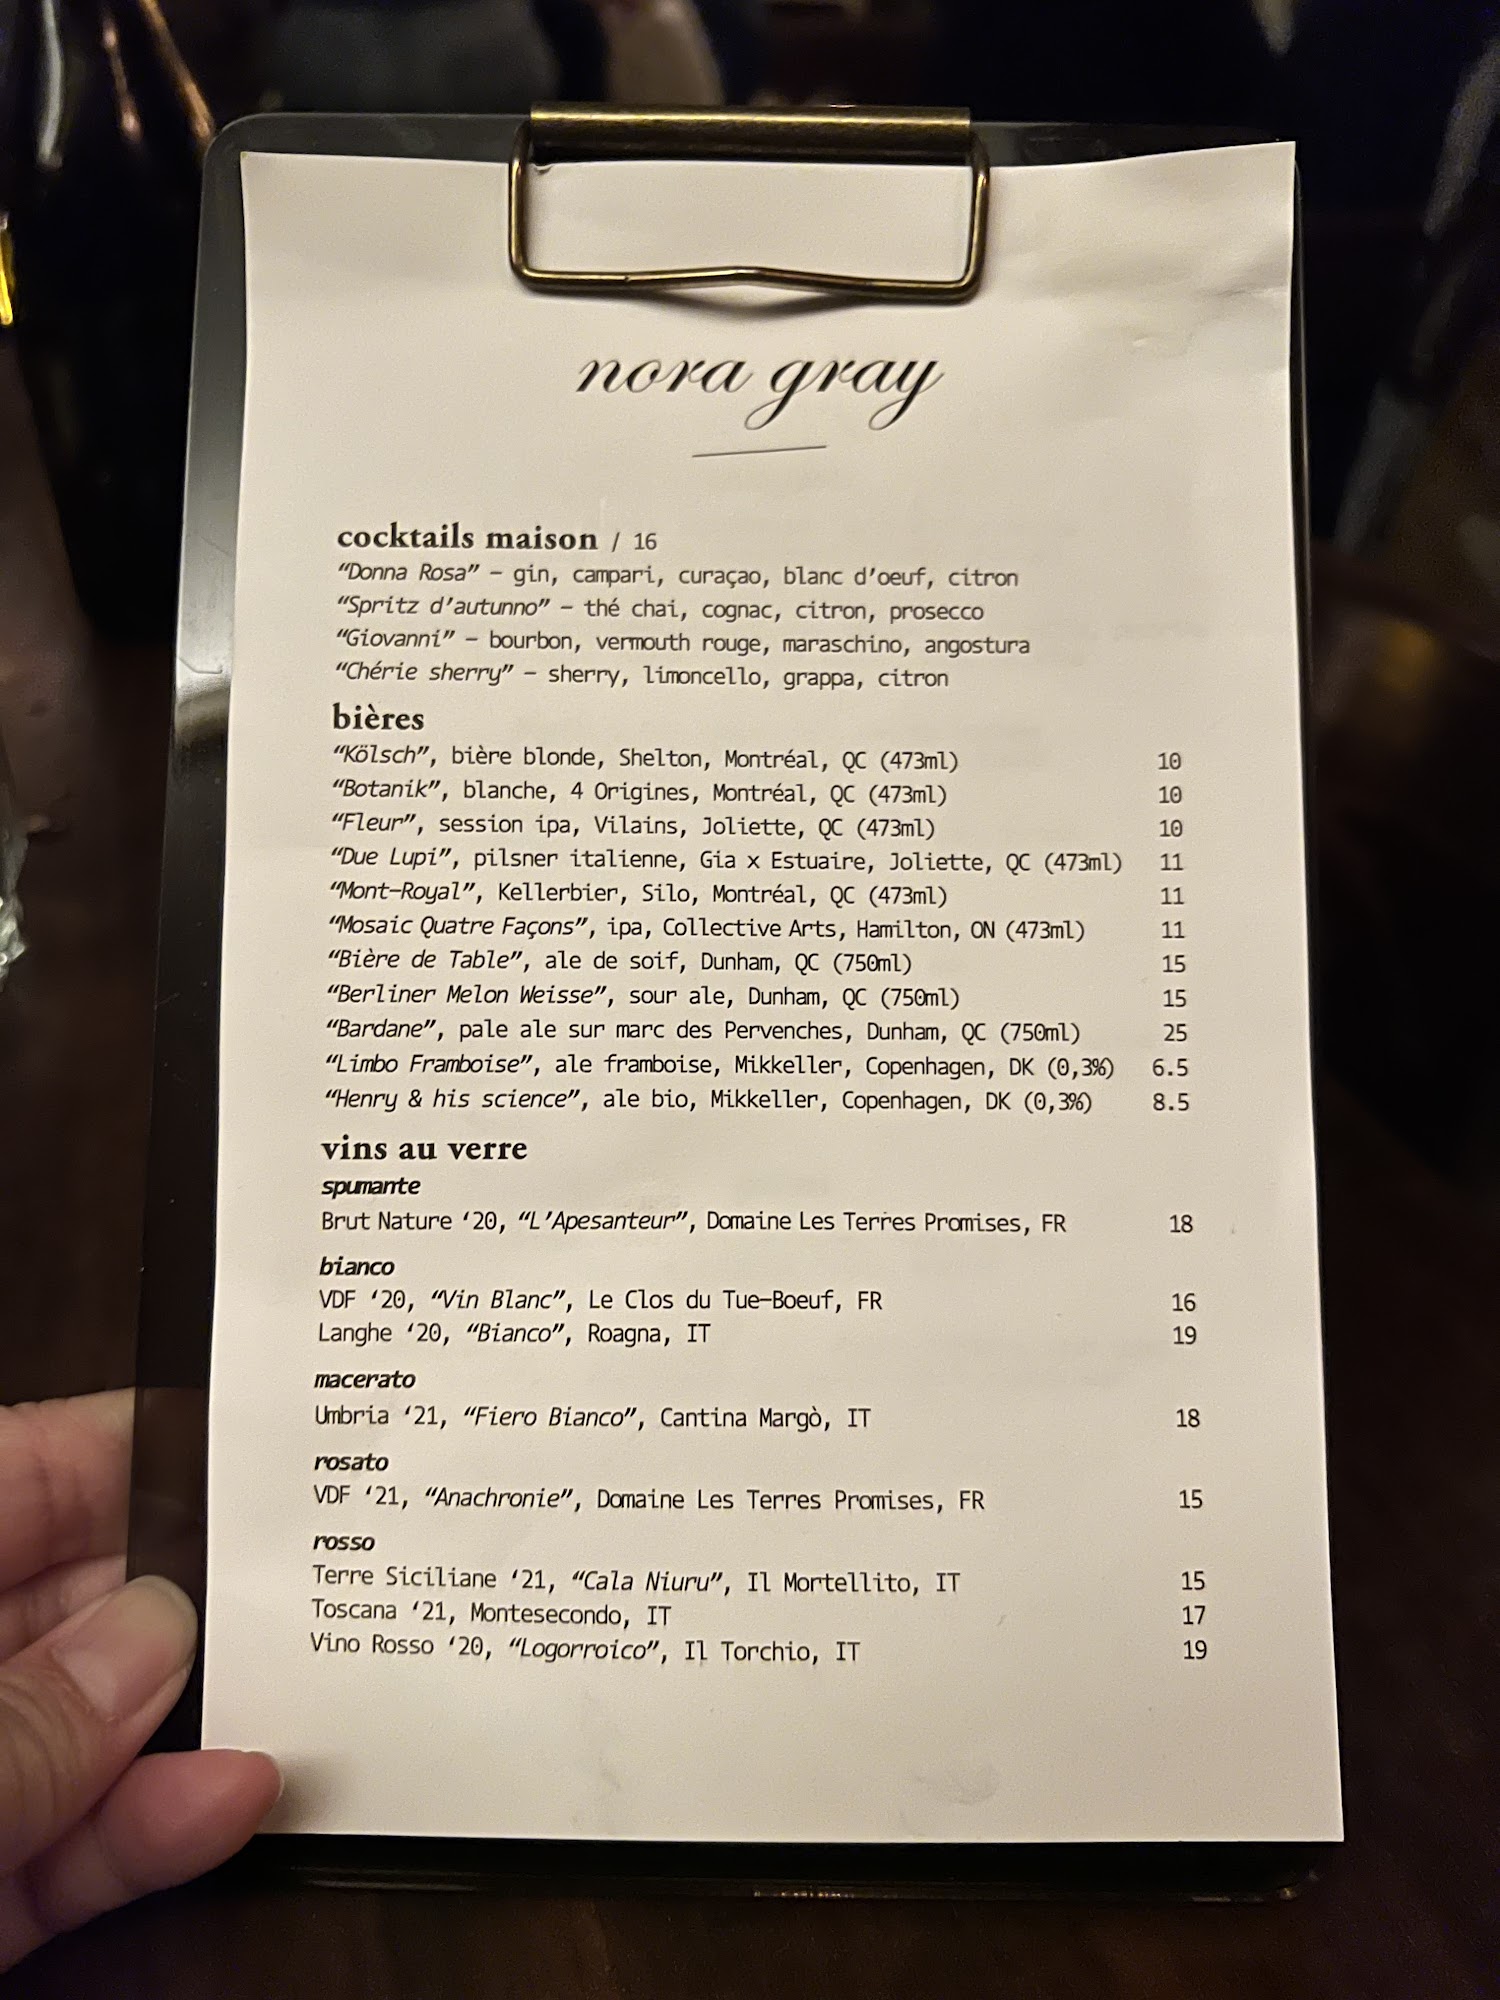 nora gray
cocktails maison / 16
“Donna Rosa” – gin, campari, curaçao, blanc d’oeuf, citron
“Spritz d’autunno” – thé chai, cognac, citron, prosecco
“Giovanni” – bourbon, vermouth rouge, maraschino, angostura
“Chérie sherry” – sherry, limoncello, grappa, citron
bières
“Kölsch”, bière blonde, Shelton, Montréal, QC (473ml) 10
“Botanik”, blanche, 4 Origines, Montréal, QC (473ml) 10
“Fleur”, session ipa, Vilains, Joliette, QC (473ml) 10
“Due Lupi”, pilsner italienne, Gia x Estuaire, Joliette, QC (473ml) 11
“Mont-Royal”, Kellerbier, Silo, Montréal, QC (473ml) 11
“Mosaic Quatre Façons”, ipa, Collective Arts, Hamilton, ON (473ml) 11
“Bière de Table”, ale de soif, Dunham, QC (750ml) 15
“Berliner Melon Weisse”, sour ale, Dunham, QC (750ml) 15
“Bardane”, pale ale sur marc des Pervenches, Dunham, QC (750ml) 25
“Limbo Framboise”, ale framboise, Mikkeller, Copenhagen, DK (0,3%) 6.5
“Henry & his science”, ale bio, Mikkeller, Copenhagen, DK (0,3%) 8.5
vins au verre
spumante
Brut Nature ‘20, “L’Apesanteur”, Domaine Les Terres Promises, FR 18
bianco
VDF ‘20, “Vin Blanc”, Le Clos du Tue-Boeuf, FR 16
Langhe ‘20, “Bianco”, Roagna, IT 19
macerato
Umbria ‘21, “Fiero Bianco”, Cantina Margò, IT 18
rosato
VDF ‘21, “Anachronie”, Domaine Les Terres Promises, FR 15
rosso
Terre Siciliane ‘21, “Cala Niuru”, Il Mortellito, IT 15
Toscana ‘21, Montesecondo, IT 17
Vino Rosso ‘20, “Logorroico”, Il Torchio, IT 19